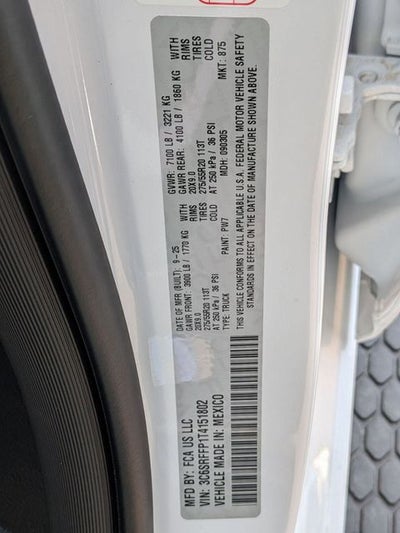 MFD BY: FCA US LLC
VIN: 3C6SRFFP1T4151802
VEHICLE MADE IN: MEXICO
DATE OF MFR (BUILT): 9-25
GVWR: 7100 LB / 3221 KG
GAWR FRONT: 3900 LB / 1770 KG WITH
GAWR REAR: 4100 LB / 1860 KG WITH
20X9.0 RIMS
20X9.0 RIMS
275/55R20 113T TIRES
275/55R20 113T TIRES
AT 250 kPa / 36 PSI COLD
AT 250 kPa / 36 PSI COLD
TYPE: TRUCK PAINT: PW7 MDH: 090305 MKT: 875
THIS VEHICLE CONFORMS TO ALL APPLICABLE U.S.A. FEDERAL MOTOR VEHICLE SAFETY
STANDARDS IN EFFECT ON THE DATE OF MANUFACTURE SHOWN ABOVE.